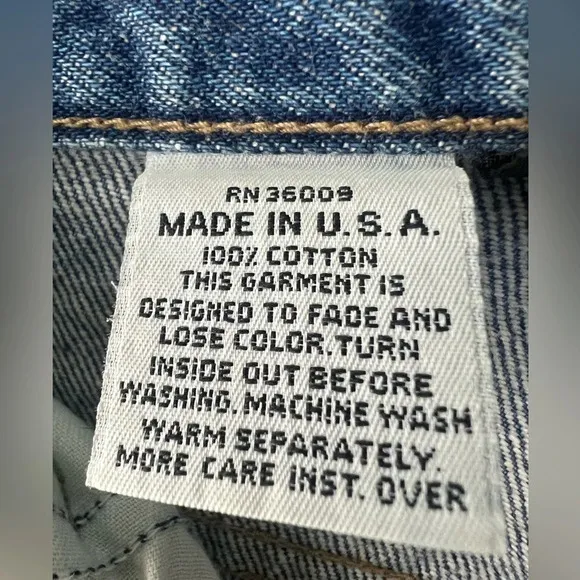 RN 36009
MADE IN U.S.A.
100% COTTON
THIS GARMENT IS
DESIGNED TO FADE AND
LOSE COLOR.TURN
INSIDE OUT BEFORE
WASHING. MACHINE WASH
WARM SEPARATELY.
MORE CARE INST. OVER